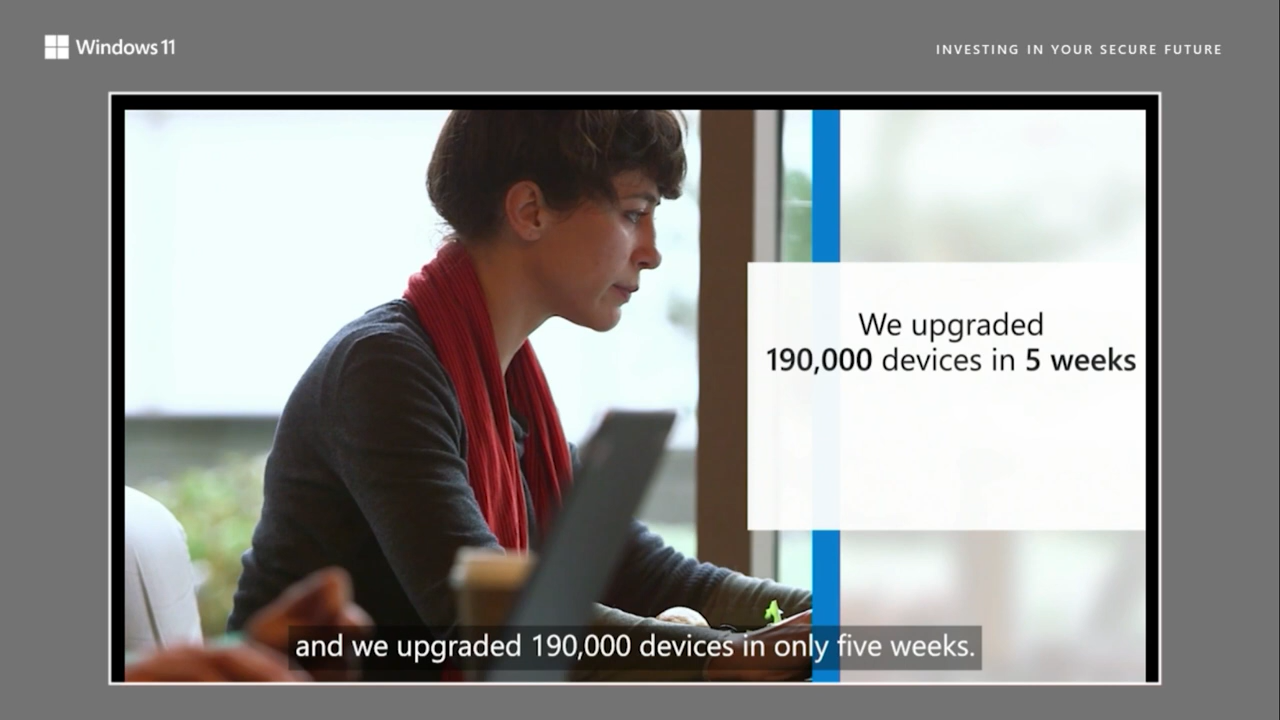 Windows 11
INVESTING IN YOUR SECURE FUTURE
We upgraded
190,000 devices in 5 weeks
and we upgraded 190,000 devices in only five weeks.